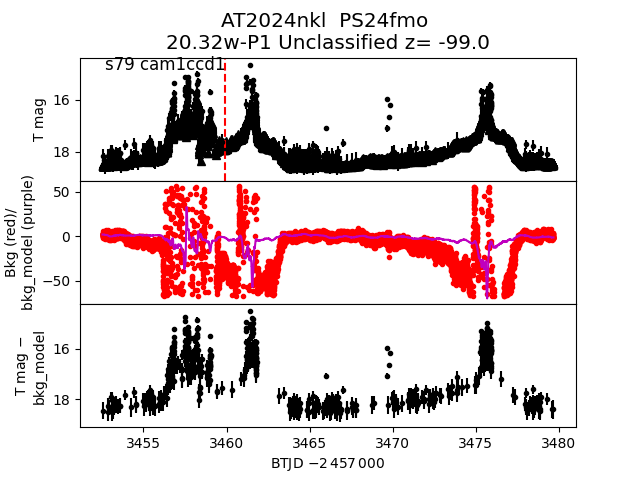 AT2024nkl  PS24fmo
20.32w-P1 Unclassified z= -99.0
s79 cam1ccd1
T mag
16
18
Bkg (red)/
bkg_model (purple)
50
0
−50
T mag −
bkg_model
16
18
3455
3460
3465
3470
3475
3480
BTJD −2 457 000